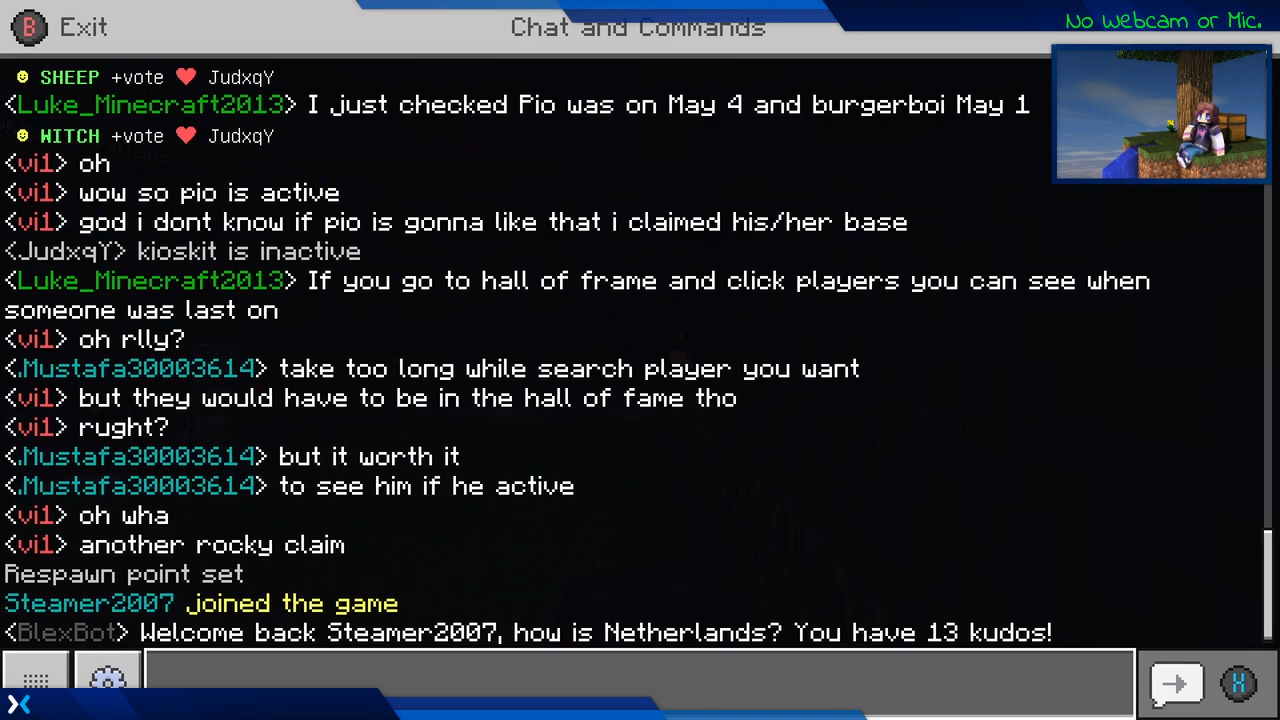 B Exit
Chat and Commands
No Webcam or Mic.
SHEEP +vote ❤ JudxqY
<Luke_Minecraft2013> I just checked Pio was on May 4 and burgerboi May 1
WITCH +vote ❤ JudxqY
<vi1> oh
<vi1> wow so pio is active
<vi1> god i dont know if pio is gonna like that i claimed his/her base
<JudxqY> kioskit is inactive
<Luke_Minecraft2013> If you go to hall of frame and click players you can see when
someone was last on
<vi1> oh rlly?
<.Mustafa30003614> take too long while search player you want
<vi1> but they would have to be in the hall of fame tho
<vi1> rught?
<.Mustafa30003614> but it worth it
<.Mustafa30003614> to see him if he active
<vi1> oh wha
<vi1> another rocky claim
Respawn point set
Steamer2007 joined the game
<BlexBot> Welcome back Steamer2007, how is Netherlands? You have 13 kudos!
X